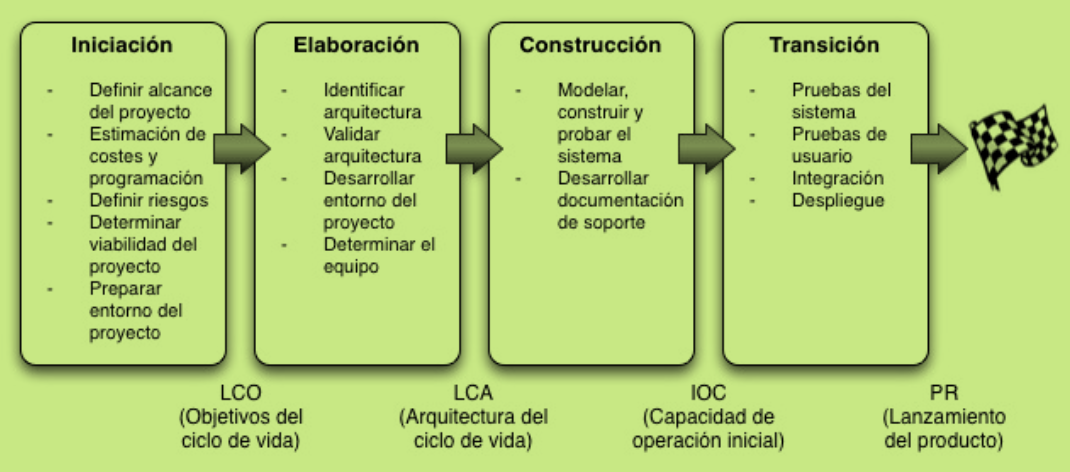 Iniciación
- Definir alcance
del proyecto
- Estimación de
costes y
programación
- Definir riesgos
- Determinar
viabilidad del
proyecto
- Preparar
entorno del
proyecto
Elaboración
- Identificar
arquitectura
- Validar
arquitectura
- Desarrollar
entorno del
proyecto
- Determinar el
equipo
Construcción
- Modelar,
construir y
probar el
sistema
- Desarrollar
documentación
de soporte
Transición
- Pruebas del
sistema
- Pruebas de
usuario
- Integración
- Despliegue
LCO
(Objetivos del
ciclo de vida)
LCA
(Arquitectura del
ciclo de vida)
IOC
(Capacidad de
operación inicial)
PR
(Lanzamiento
del producto)